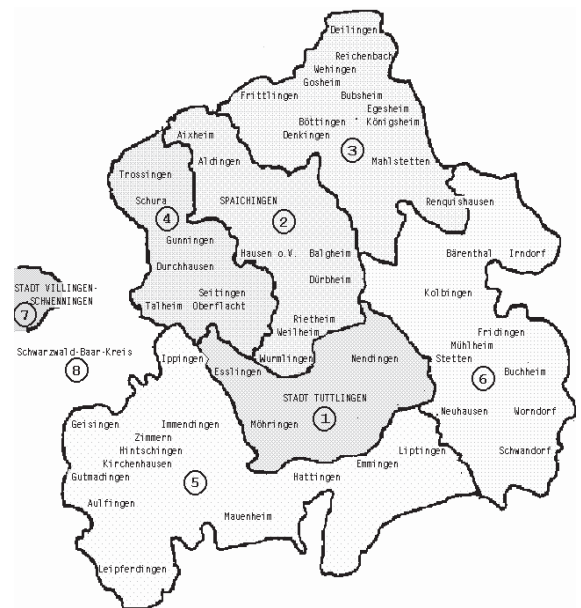 Deilingen
Reichenbach
Wehingen
Gosheim
Frittlingen
Bubsheim
Egesheim
Böttingen
Königsheim
Denkingen
3
Mahlstetten
Aixheim
Aldingen
Trossingen
Schura
4
SPAICHINGEN
2
Renquishausen
Gunningen
Hausen o.V.
Balgheim
Bärenthal
Irndorf
Durchhausen
Dürbheim
Kolbingen
STADT VILLINGEN-
SCHWENNINGEN
7
Talheim
Seitingen
Oberflacht
Rietheim
Weilheim
Fridingen
Mühlheim
Stetten
Buchheim
6
Schwarzwald-Baar-Kreis
8
Ippingen
Wurmlingen
Nendingen
Esslingen
STADT TUTTLINGEN
1
Möhringen
Neuhausen
Worndorf
Schwandorf
Geisingen
Immendingen
Zimmern
Hintschingen
Kirchenhausen
Gutmadingen
5
Aulfingen
Mauenheim
Hattingen
Emmingen
Liptingen
Leipferdingen